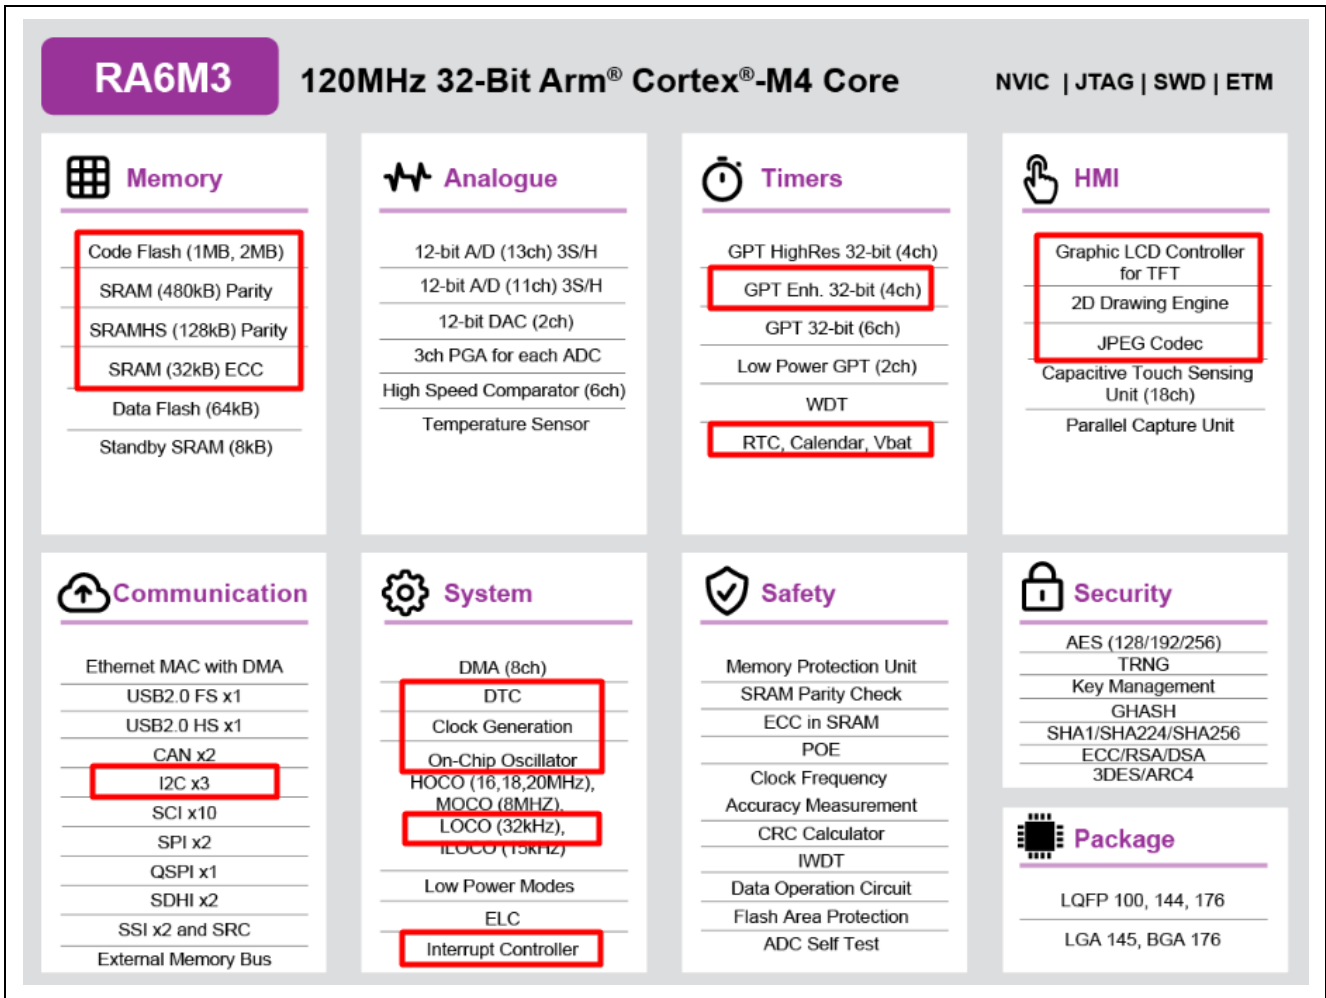 RA6M3
120MHz 32-Bit Arm® Cortex®-M4 Core
NVIC | JTAG | SWD | ETM
Memory
Code Flash (1MB, 2MB)
SRAM (480kB) Parity
SRAMHS (128kB) Parity
SRAM (32kB) ECC
Data Flash (64kB)
Standby SRAM (8kB)
Analogue
12-bit A/D (13ch) 3S/H
12-bit A/D (11ch) 3S/H
12-bit DAC (2ch)
3ch PGA for each ADC
High Speed Comparator (6ch)
Temperature Sensor
Timers
GPT HighRes 32-bit (4ch)
GPT Enh. 32-bit (4ch)
GPT 32-bit (6ch)
Low Power GPT (2ch)
WDT
RTC, Calendar, Vbat
HMI
Graphic LCD Controller
for TFT
2D Drawing Engine
JPEG Codec
Capacitive Touch Sensing
Unit (18ch)
Parallel Capture Unit
Communication
Ethernet MAC with DMA
USB2.0 FS x1
USB2.0 HS x1
CAN x2
I2C x3
SCI x10
SPI x2
QSPI x1
SDHI x2
SSI x2 and SRC
External Memory Bus
System
DMA (8ch)
DTC
Clock Generation
On-Chip Oscillator
HOCO (16,18,20MHz),
MOCO (8MHZ),
LOCO (32kHz),
ILOCO (15kHz)
Low Power Modes
ELC
Interrupt Controller
Safety
Memory Protection Unit
SRAM Parity Check
ECC in SRAM
POE
Clock Frequency
Accuracy Measurement
CRC Calculator
IWDT
Data Operation Circuit
Flash Area Protection
ADC Self Test
Security
AES (128/192/256)
TRNG
Key Management
GHASH
SHA1/SHA224/SHA256
ECC/RSA/DSA
3DES/ARC4
Package
LQFP 100, 144, 176
LGA 145, BGA 176